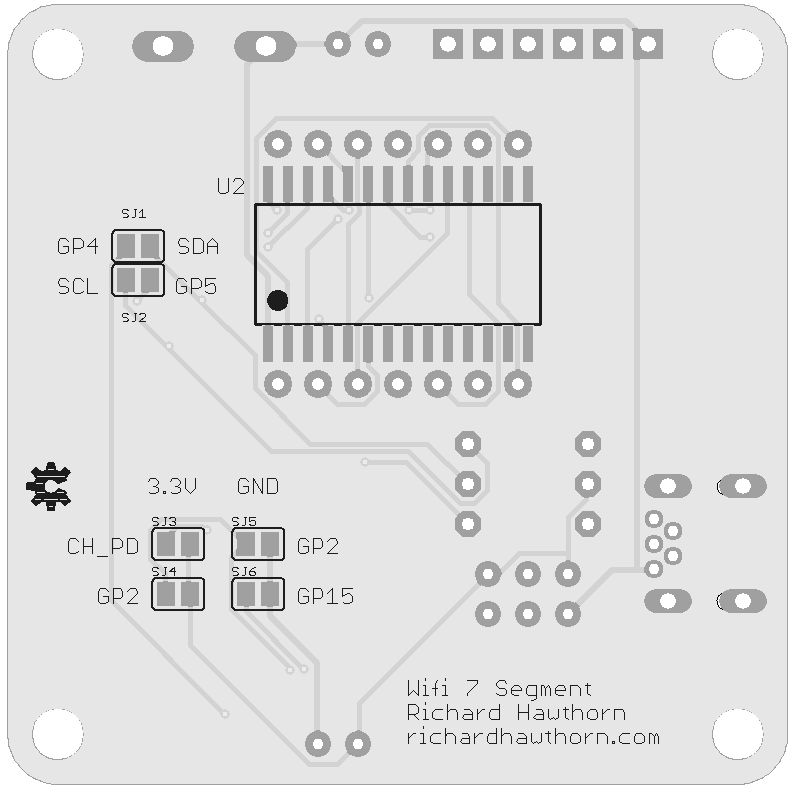 U2
SJ1
GP4 SDA
SCL GP5
SJ2
3.3V GND
SJ3 SJ5
CH_PD GP2
SJ4 SJ6
GP2 GP15
Wifi 7 Segment
Richard Hawthorn
richardhawthorn.com